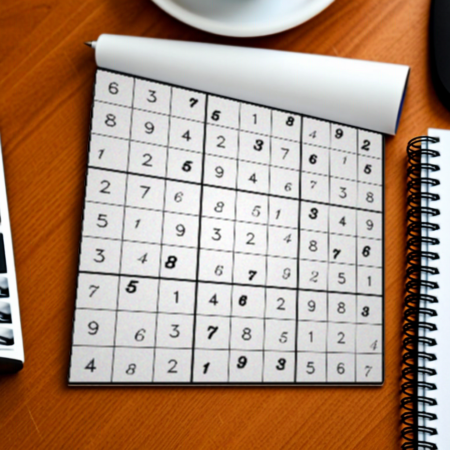 6 3 7 5 1 8 4 9 2
8 9 4 2 3 7 6 1 5
1 2 5 9 4 6 7 3 8
2 7 6 8 5 1 3 4 9
5 1 9 3 2 4 8 7 6
3 4 8 6 7 9 2 5 1
7 5 1 4 6 2 9 8 3
9 6 3 7 8 5 1 2 4
4 8 2 1 9 3 5 6 7